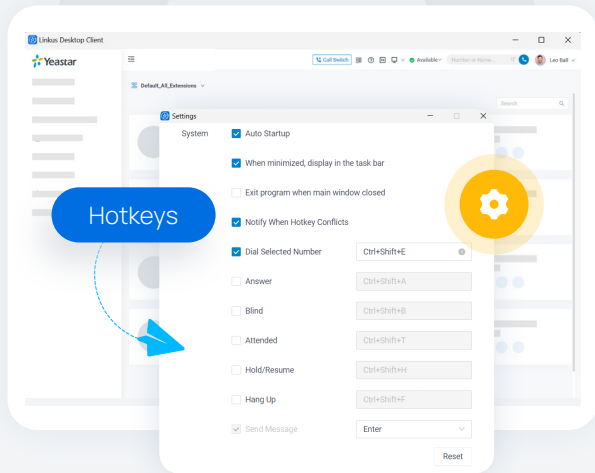 Linkus Desktop Client
Yeastar
Call Switch
Available
Number or Name...
Leo Ball
Default_All_Extensions
Search
Settings
System
Auto Startup
When minimized, display in the task bar
Exit program when main window closed
Notify When Hotkey Conflicts
Hotkeys
Dial Selected Number Ctrl+Shift+E
Answer Ctrl+Shift+A
Blind Ctrl+Shift+B
Attended Ctrl+Shift+T
Hold/Resume Ctrl+Shift+H
Hang Up Ctrl+Shift+F
Send Message Enter
Reset